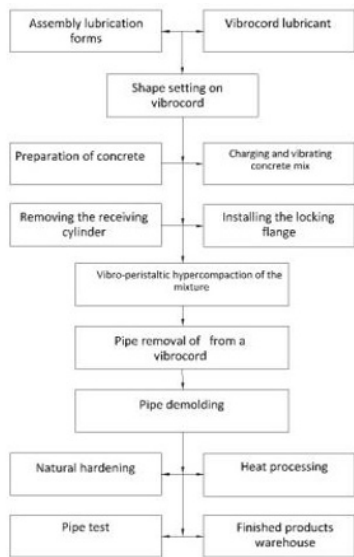 Assembly lubrication
forms
Vibrocord lubricant
Shape setting on
vibrocord
Preparation of concrete
Charging and vibrating
concrete mix
Removing the receiving
cylinder
Installing the locking
flange
Vibro-peristaltic hypercompaction of the
mixture
Pipe removal of from a
vibrocord
Pipe demolding
Natural hardening
Heat processing
Pipe test
Finished products
warehouse